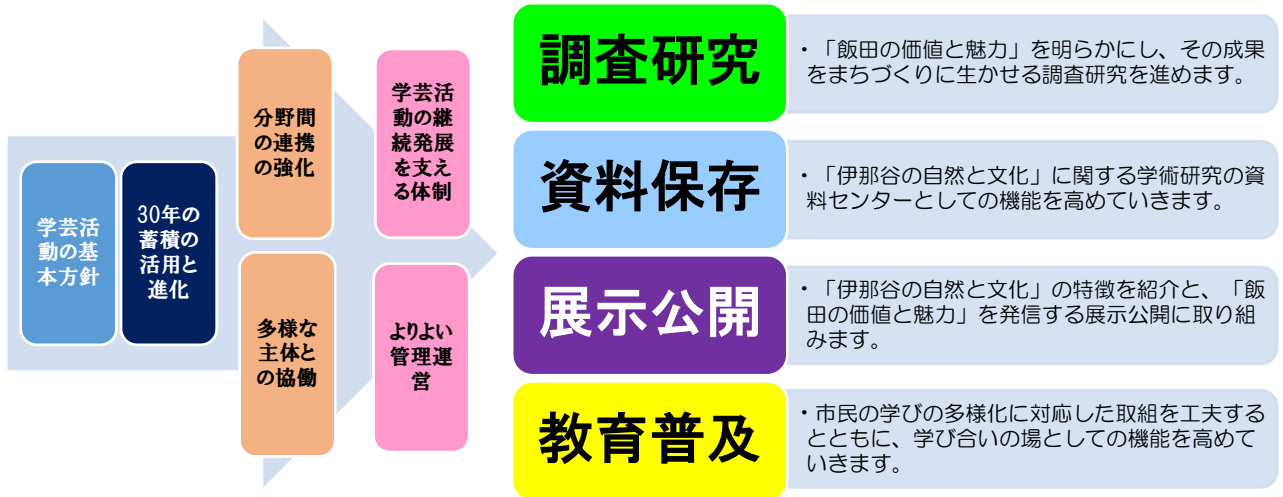 学芸活
動の基
本方針
30年の
蓄積の
活用と
進化
分野間
の連携
の強化
多様な
主体と
の協働
学芸活
動の継
続発展
を支え
る体制
よりよい
管理運
営
調査研究
・「飯田の価値と魅力」を明らかにし、その成果
をまちづくりに生かせる調査研究を進めます。
資料保存
・「伊那谷の自然と文化」に関する学術研究の資
料センターとしての機能を高めていきます。
展示公開
・「伊那谷の自然と文化」の特徴を紹介と、「飯
田の価値と魅力」を発信する展示公開に取り組
みます。
教育普及
・市民の学びの多様化に対応した取組を工夫する
とともに、学び合いの場としての機能を高めて
いきます。